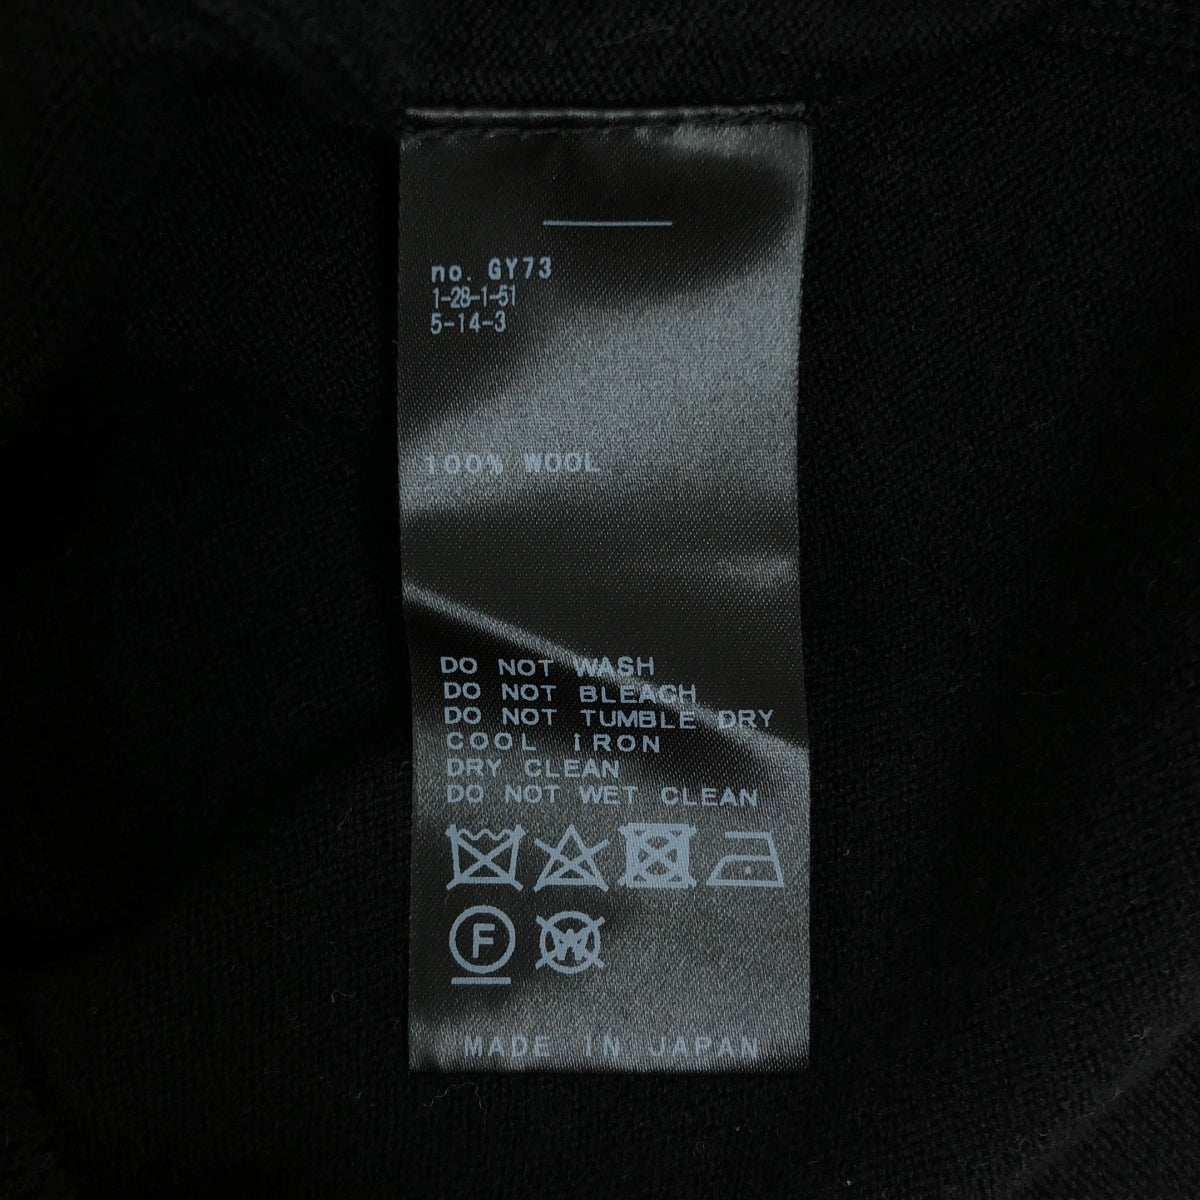 no. GY73
1-28-1-51
5-14-3
100% WOOL
DO NOT WASH
DO NOT BLEACH
DO NOT TUMBLE DRY
COOL IRON
DRY CLEAN
DO NOT WET CLEAN
F W
MADE IN JAPAN